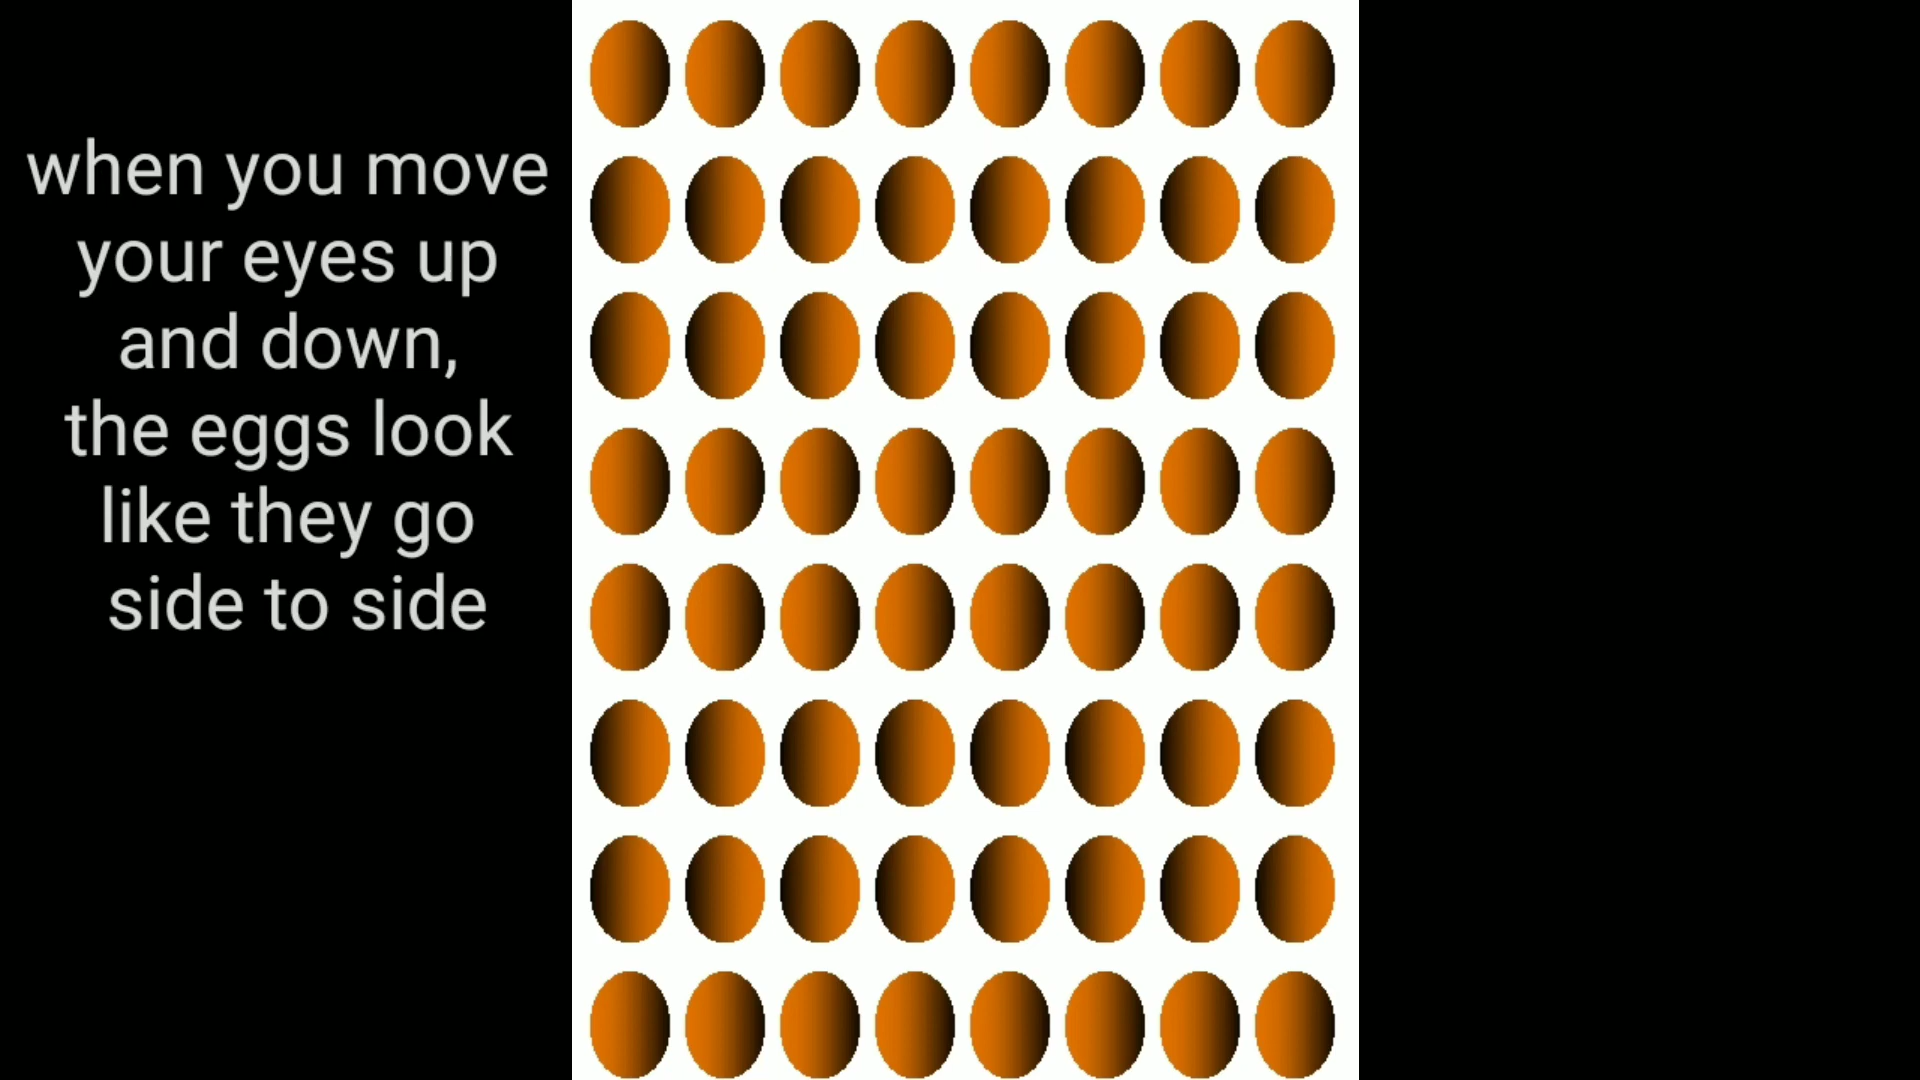 when you move
your eyes up
and down,
the eggs look
like they go
side to side